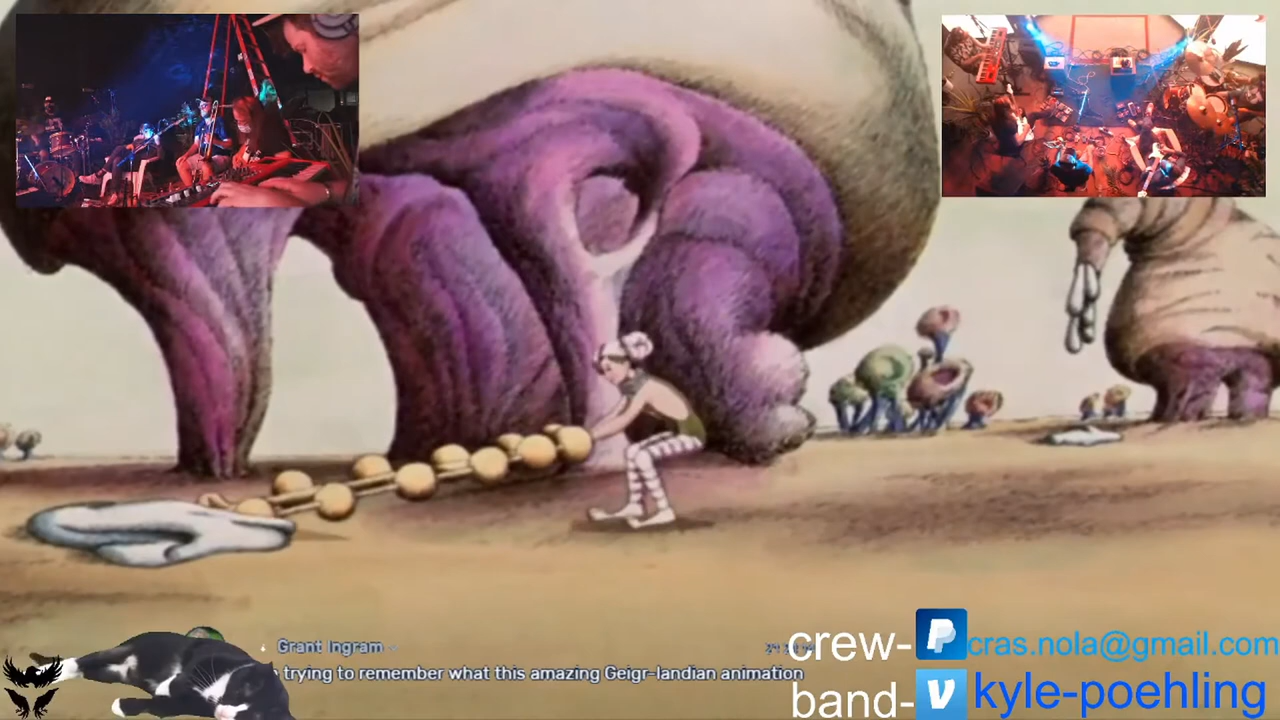 Grant Ingram
trying to remember what this amazing Geigr-landian animation
crew- P cras.nola@gmail.com
band- V kyle-poehling